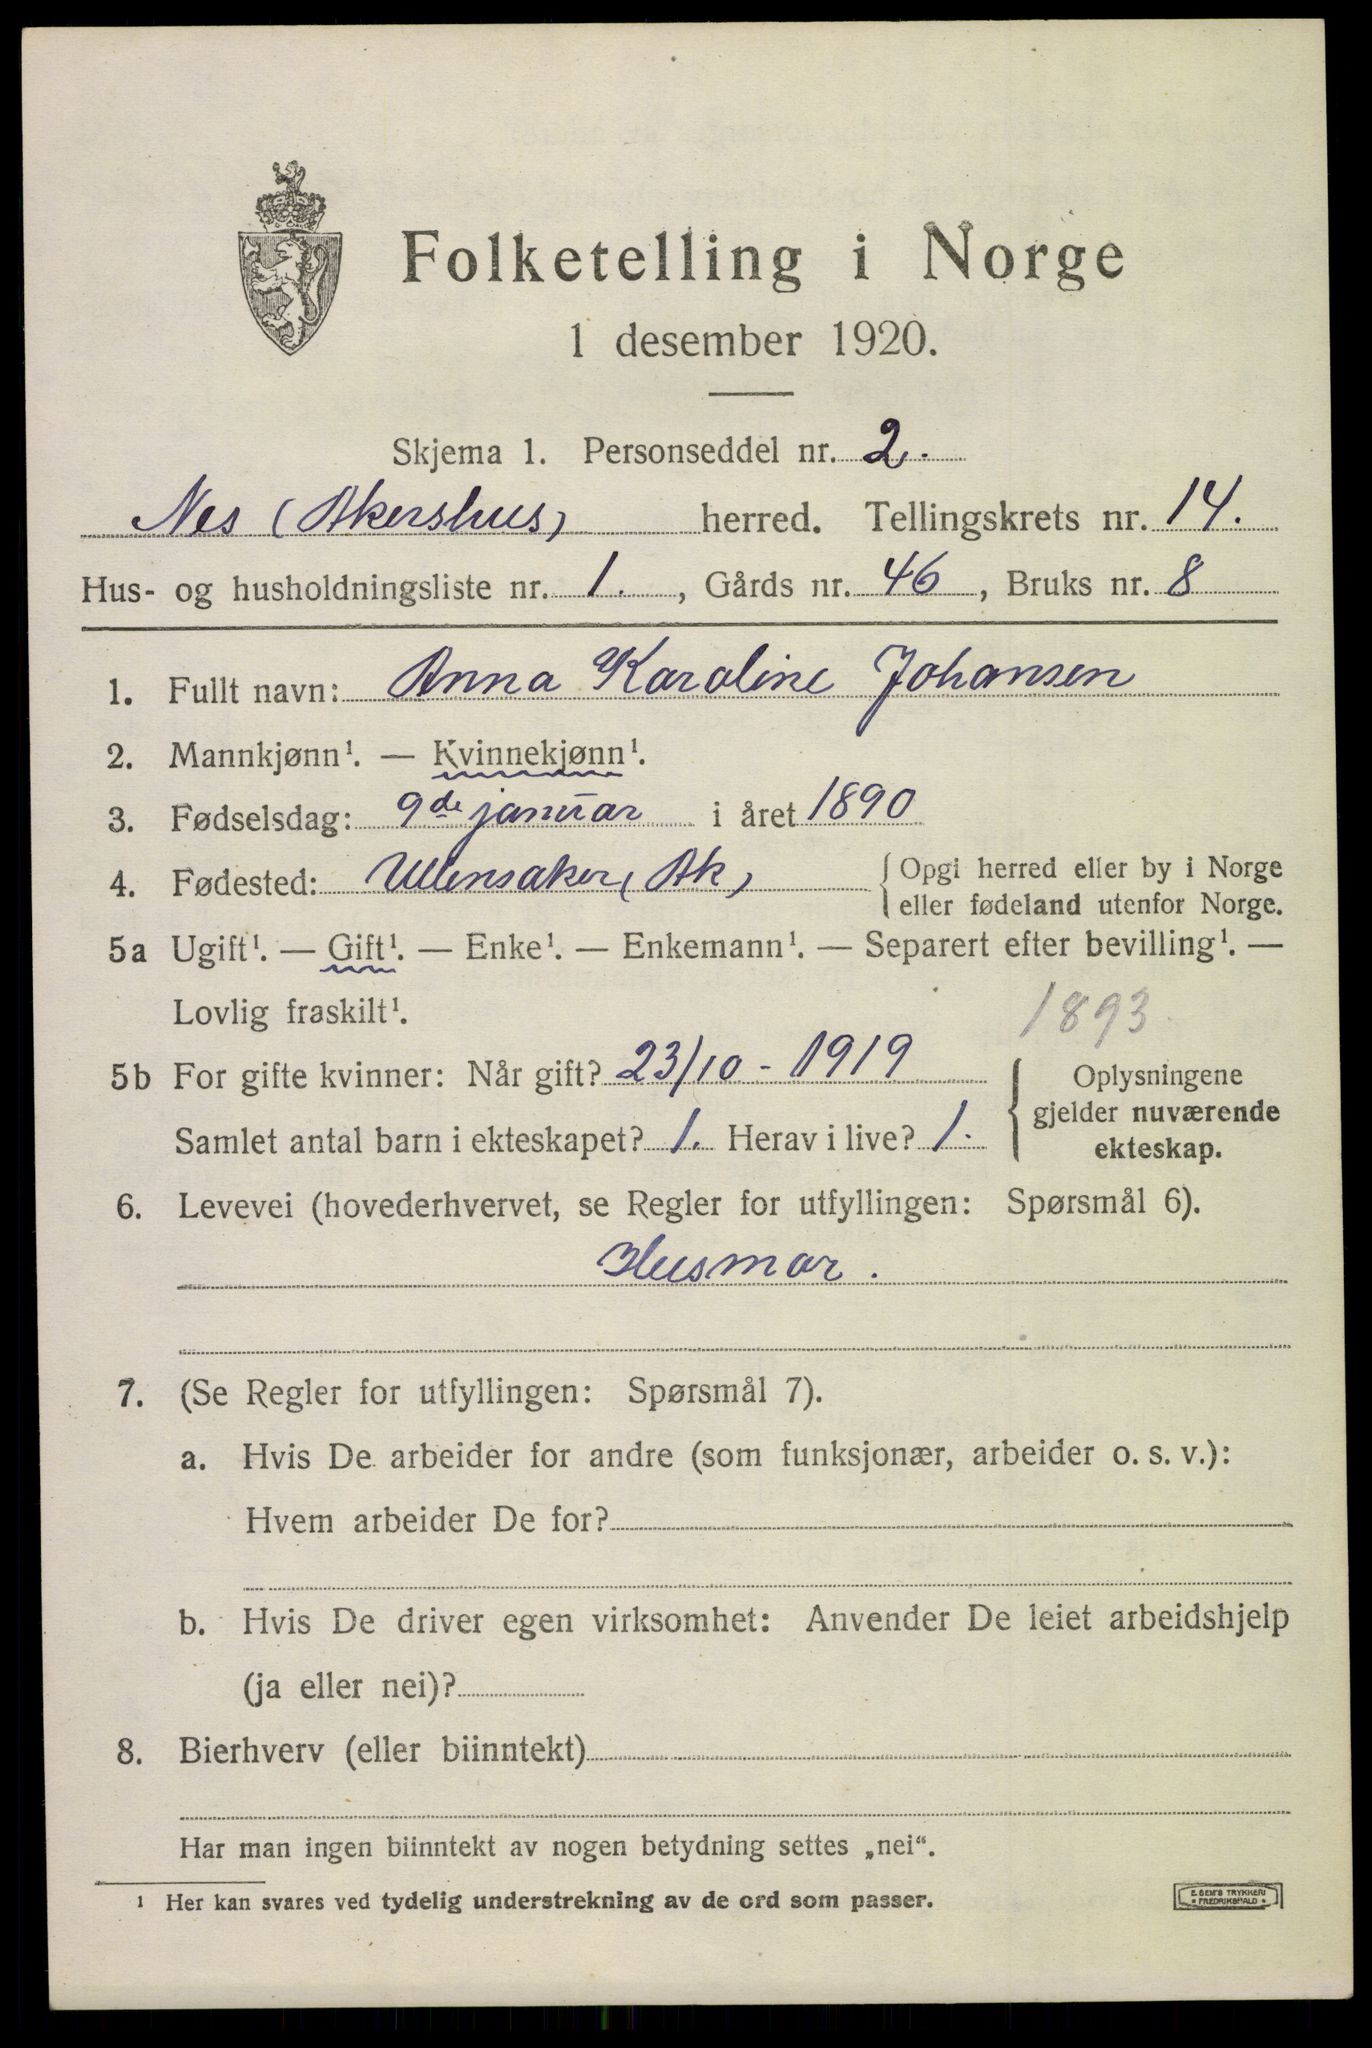 Folketelling i Norge
1 desember 1920.
Skjema 1. Personseddel nr. 2.
Nes (Akershus) herred. Tellingskrets nr. 14.
Hus- og husholdningsliste nr. 1., Gårds nr. 46, Bruks nr. 8
1. Fullt navn: Anna Karoline Johansen
2. Mannkjønn¹. — Kvinnekjønn¹.
3. Fødselsdag: 9de januar i året 1890
4. Fødested: Ullensaker (Ak) { Opgi herred eller by i Norge
eller fødeland utenfor Norge.
5a Ugift¹. — Gift¹. — Enke¹. — Enkemann¹. — Separert efter bevilling¹. —
Lovlig fraskilt¹.
1893
5b For gifte kvinner: Når gift? 23/10 - 1919
Samlet antal barn i ekteskapet? 1. Herav i live? 1.
{ Oplysningene
gjelder nuværende
ekteskap.
6. Levevei (hovederhvervet, se Regler for utfyllingen: Spørsmål 6).
Husmor.
7. (Se Regler for utfyllingen: Spørsmål 7).
a. Hvis De arbeider for andre (som funksjonær, arbeider o. s. v.):
Hvem arbeider De for?
b. Hvis De driver egen virksomhet: Anvender De leiet arbeidshjelp
(ja eller nei)?
8. Bierhverv (eller biinntekt)
Har man ingen biinntekt av nogen betydning settes „nei“.
¹ Her kan svares ved tydelig understrekning av de ord som passer.
E. SEM'S TRYKKERI
FREDRIKSHALD